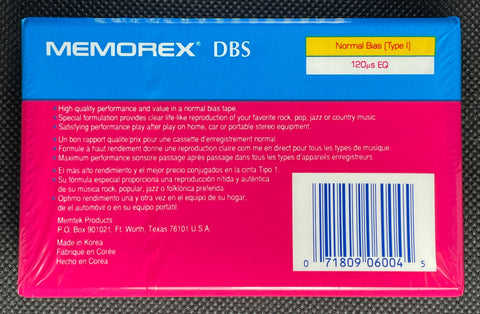 MEMOREX® DBS
Normal Bias (Type I)
120µs EQ
• High quality performance and value in a normal bias tape.
• Special formulation provides clear life-like reproduction of your favorite rock, pop, jazz or country music.
• Satisfying performance play after play on home, car or portable stereo equipment.
• Un bon rapport qualite/prix pour une cassette d'enregistrement normal.
• Formule à haut rendement donne une reproduction claire com me en direct pour tous les types de musique.
• Maximum performance sonsore passage après passage dans tous les types d'appareils enregistreurs.
• El más alto rendimiento y el mejor precio conjugados en la cinta Tipo 1.
• Su fórmula especial proporciona una reproducción nítida y auténtica
de su música rock, popular, jazz o folklónica preferida.
• Optimo rendimiento una y otra vez en el equipo de su hogar,
de el automóvil o en su equipo portátil.
Memtek Products
P.O. Box 901021, Ft. Worth, Texas 76101 U.S.A.
Made in Korea
Fabrique en Corée
Hecho en Corea
0 71809 06004 5